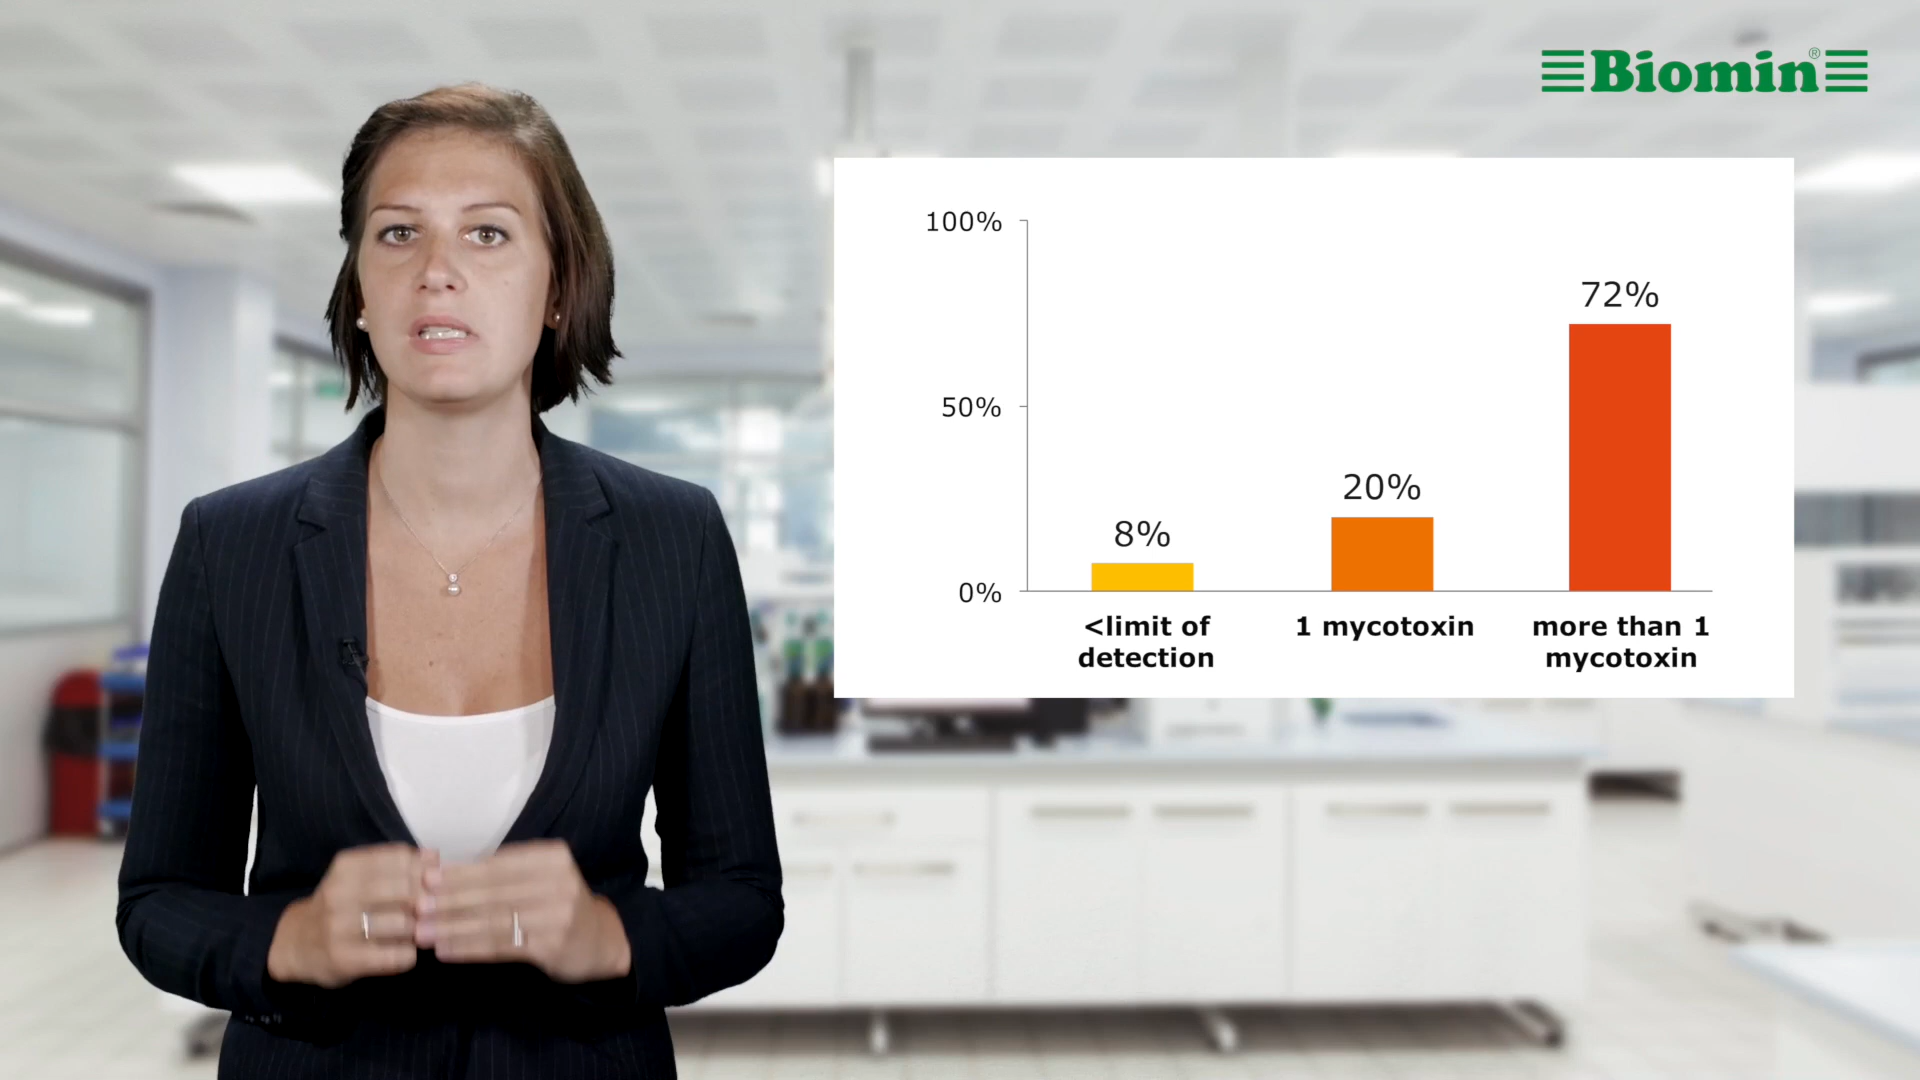 Biomin®
100%
72%
50%
20%
8%
0%
<limit of
detection
1 mycotoxin
more than 1
mycotoxin